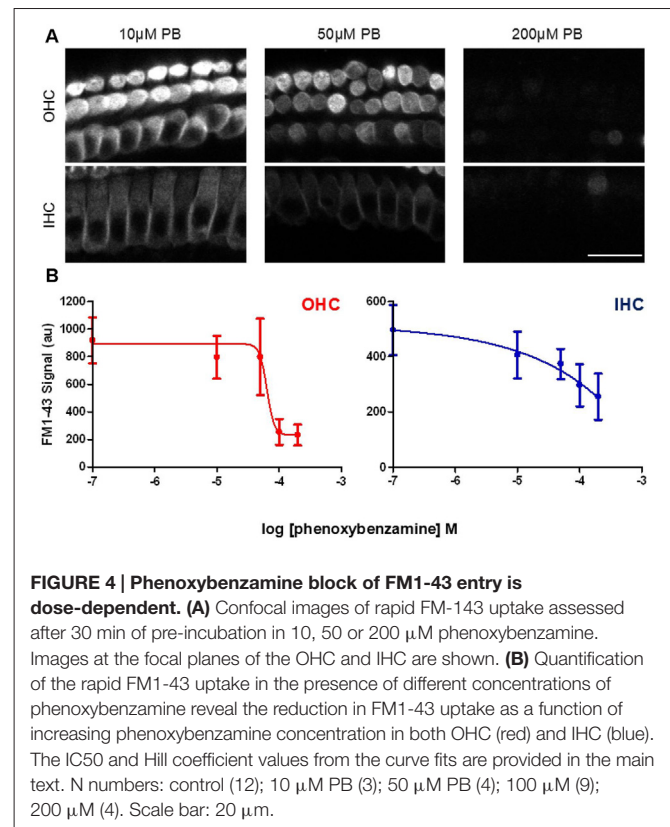 A
10µM PB 50µM PB 200µM PB
OHC
IHC
B
OHC
IHC
FM1-43 Signal (au)
1200
1000
800
600
400
200
0
-7 -6 -5 -4 -3
600
400
200
0
-7 -6 -5 -4 -3
log [phenoxybenzamine] M
FIGURE 4 | Phenoxybenzamine block of FM1-43 entry is
dose-dependent. (A) Confocal images of rapid FM-143 uptake assessed
after 30 min of pre-incubation in 10, 50 or 200 µM phenoxybenzamine.
Images at the focal planes of the OHC and IHC are shown. (B) Quantification
of the rapid FM1-43 uptake in the presence of different concentrations of
phenoxybenzamine reveal the reduction in FM1-43 uptake as a function of
increasing phenoxybenzamine concentration in both OHC (red) and IHC (blue).
The IC50 and Hill coefficient values from the curve fits are provided in the main
text. N numbers: control (12); 10 µM PB (3); 50 µM PB (4); 100 µM (9);
200 µM (4). Scale bar: 20 µm.